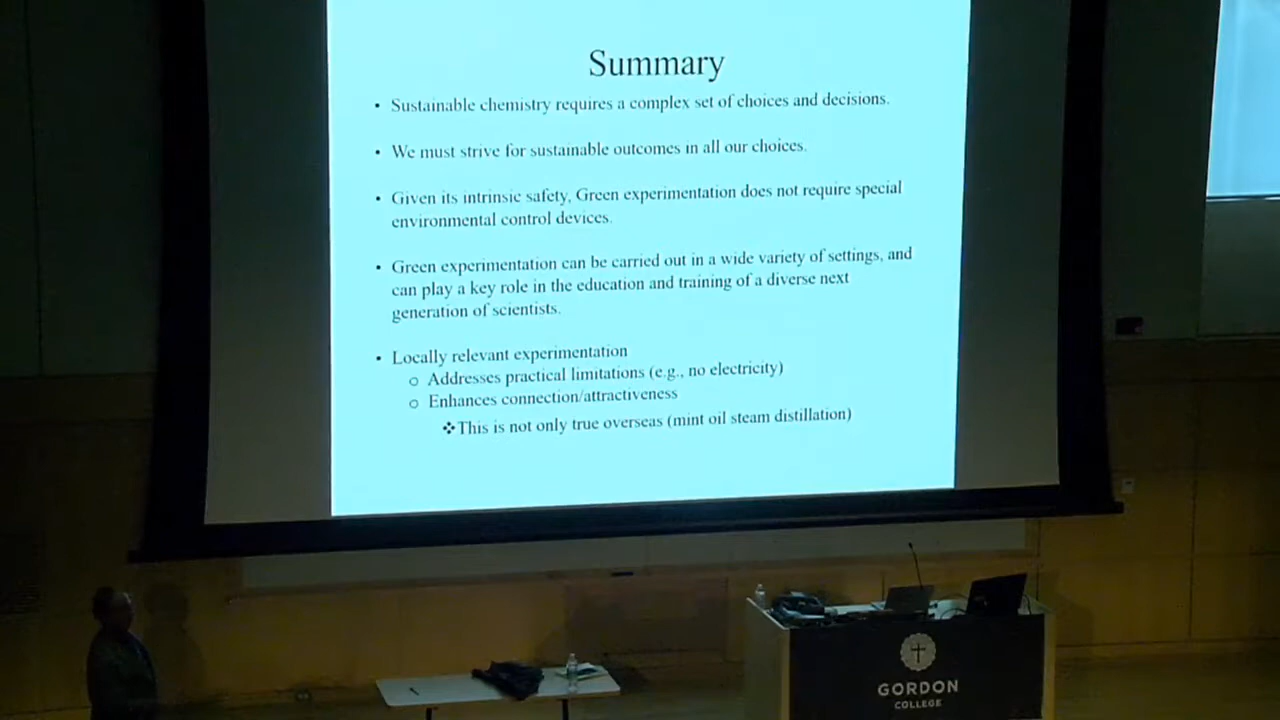 Summary
• Sustainable chemistry requires a complex set of choices and decisions.
• We must strive for sustainable outcomes in all our choices.
• Given its intrinsic safety, Green experimentation does not require special
environmental control devices.
• Green experimentation can be carried out in a wide variety of settings, and
can play a key role in the education and training of a diverse next
generation of scientists.
• Locally relevant experimentation
o Addresses practical limitations (e.g., no electricity)
o Enhances connection/attractiveness
❖This is not only true overseas (mint oil steam distillation)
GORDON
COLLEGE